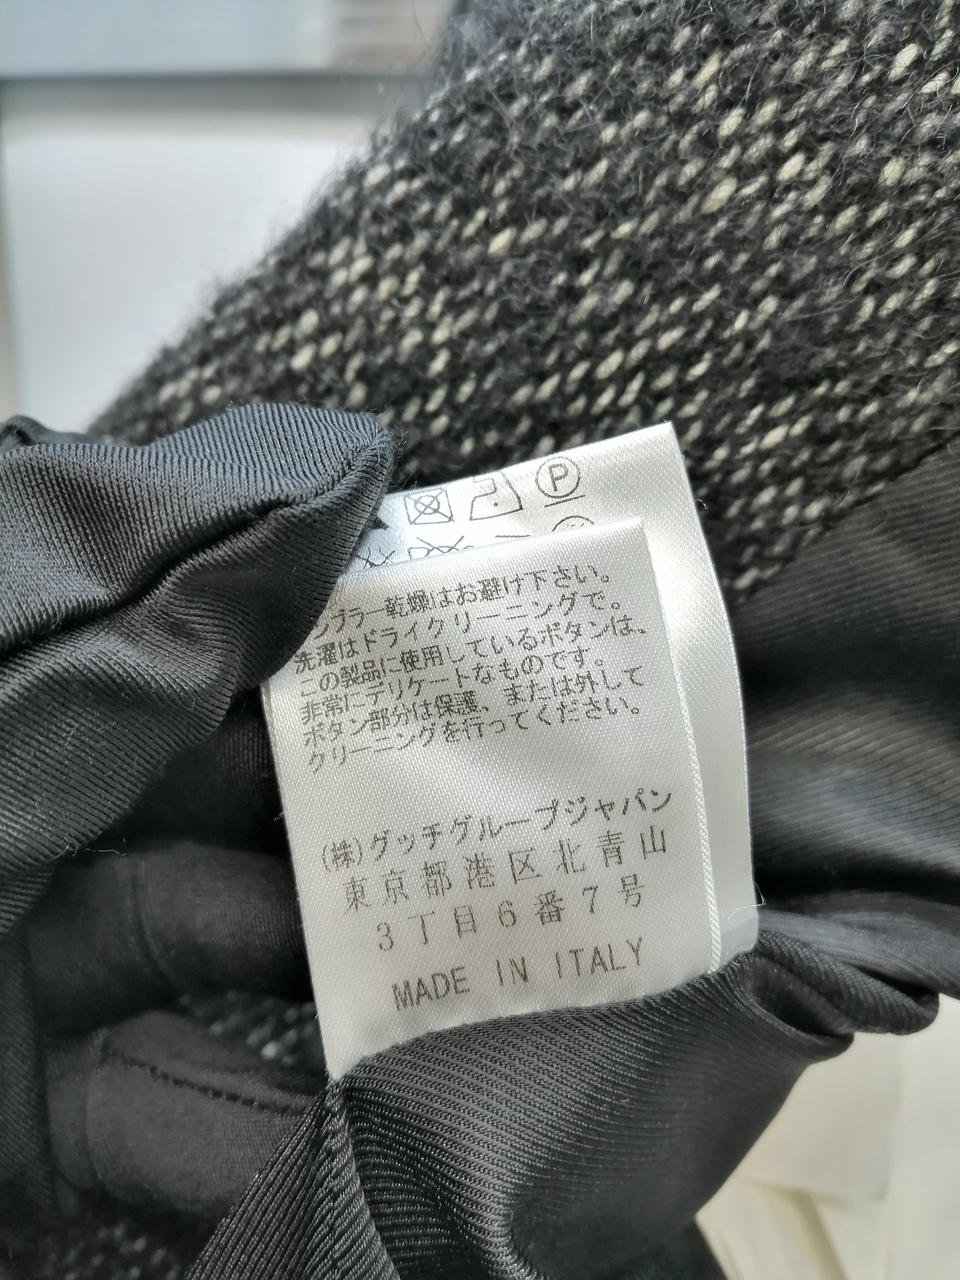 P
ンブラー乾燥はお避け下さい。
洗濯はドライクリーニングで。
この製品に使用しているボタンは、
非常にデリケートなものです。
ボタン部分は保護、または外して
クリーニングを行ってください。
(株)グッチグループジャパン
東京都港区北青山
3丁目6番7号
MADE IN ITALY